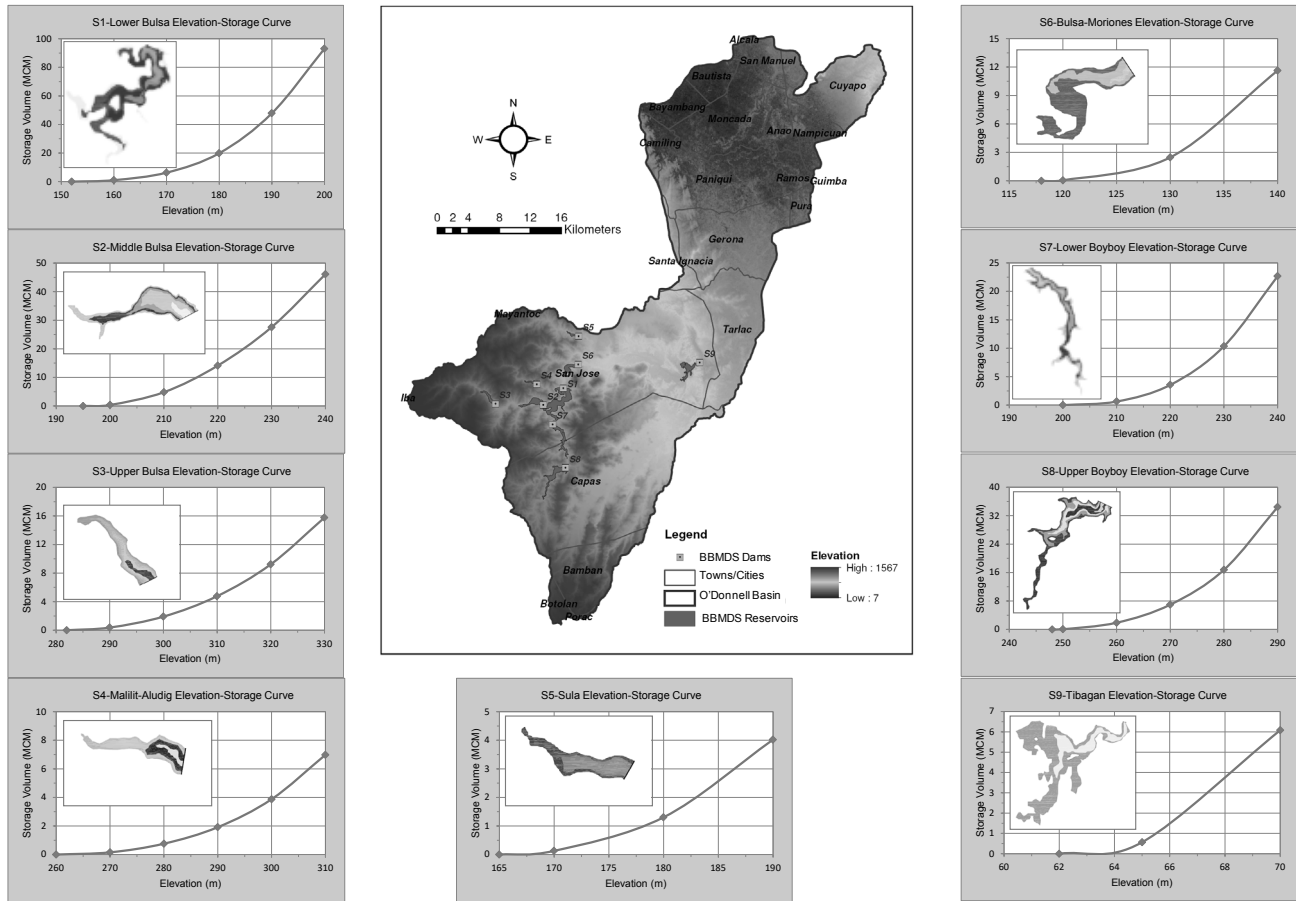 S1-Lower Bulsa Elevation-Storage Curve
Storage Volume (MCM)
100
80
60
40
20
0
150 160 170 180 190 200
Elevation (m)
S2-Middle Bulsa Elevation-Storage Curve
Storage Volume (MCM)
50
40
30
20
10
0
190 200 210 220 230 240
Elevation (m)
S3-Upper Bulsa Elevation-Storage Curve
Storage Volume (MCM)
20
16
12
8
4
0
280 290 300 310 320 330
Elevation (m)
S4-Malilit-Aludig Elevation-Storage Curve
Storage Volume (MCM)
10
8
6
4
2
0
260 270 280 290 300 310
Elevation (m)
Alcala
San Manuel
Bautista
Cuyapo
Bayambang
Moncada
Anao
Nampicuan
Camiling
Paniqui
Ramos
Guimba
Pura
Gerona
Santa Ignacia
Mayantoc
Tarlac
S5
S6
S9
San Jose
S4
S1
Iba
S3
S2
S7
S8
Capas
Bamban
Botolan
Porac
N
W E
S
0 2 4 8 12 16
Kilometers
Legend
BBMDS Dams
Towns/Cities
O'Donnell Basin
BBMDS Reservoirs
Elevation
High : 1567
Low : 7
S5-Sula Elevation-Storage Curve
Storage Volume (MCM)
5
4
3
2
1
0
165 170 175 180 185 190
Elevation (m)
S6-Bulsa-Moriones Elevation-Storage Curve
Storage Volume (MCM)
15
12
9
6
3
0
115 120 125 130 135 140
Elevation (m)
S7-Lower Boyboy Elevation-Storage Curve
Storage Volume (MCM)
25
20
15
10
5
0
190 200 210 220 230 240
Elevation (m)
S8-Upper Boyboy Elevation-Storage Curve
Storage Volume (MCM)
40
32
24
16
8
0
240 250 260 270 280 290
Elevation (m)
S9-Tibagan Elevation-Storage Curve
Storage Volume (MCM)
7
6
5
4
3
2
1
0
60 62 64 66 68 70
Elevation (m)